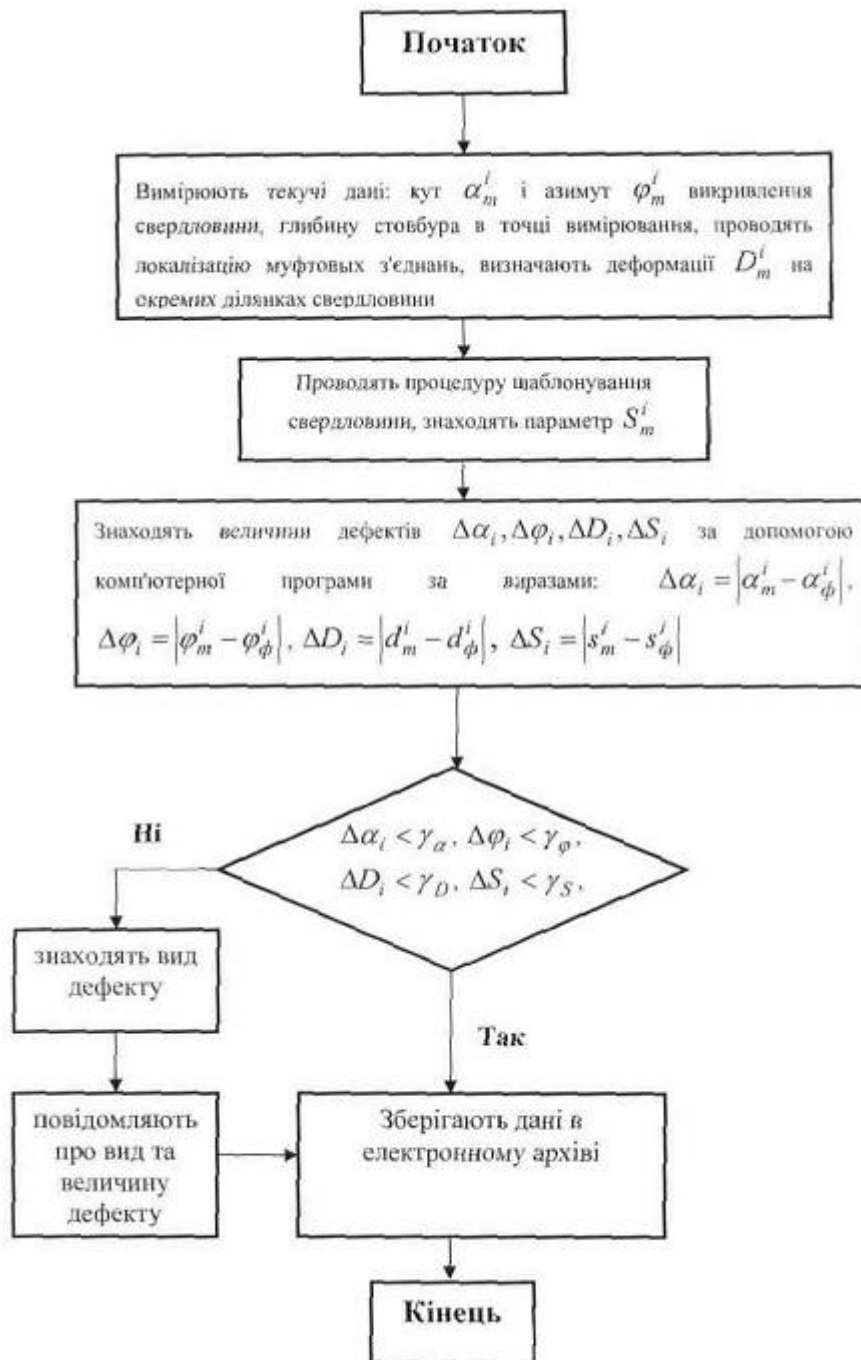 Початок
Вимірюють текучі дані: кут α_m^i і азимут φ_m^i викривлення
свердловини, глибину стовбура в точці вимірювання, проводять
локалізацію муфтовых з'єднань, визначають деформації D_m^i на
окремих ділянках свердловини
Проводять процедуру шаблонування
свердловини, знаходять параметр S_m^i
Знаходять величини дефектів Δα_i, Δφ_i, ΔD_i, ΔS_i за допомогою
комп'ютерної програми за виразами: Δα_i = |α_m^i − α_ф^i|,
Δφ_i = |φ_m^i − φ_ф^i|, ΔD_i = |d_m^i − d_ф^i|, ΔS_i = |s_m^i − s_ф^i|
Ні
Δα_i < γ_α, Δφ_i < γ_φ,
ΔD_i < γ_D, ΔS_i < γ_S,
знаходять вид
дефекту
Так
повідомляють
про вид та
величину
дефекту
Зберігають дані в
електронному архіві
Кінець